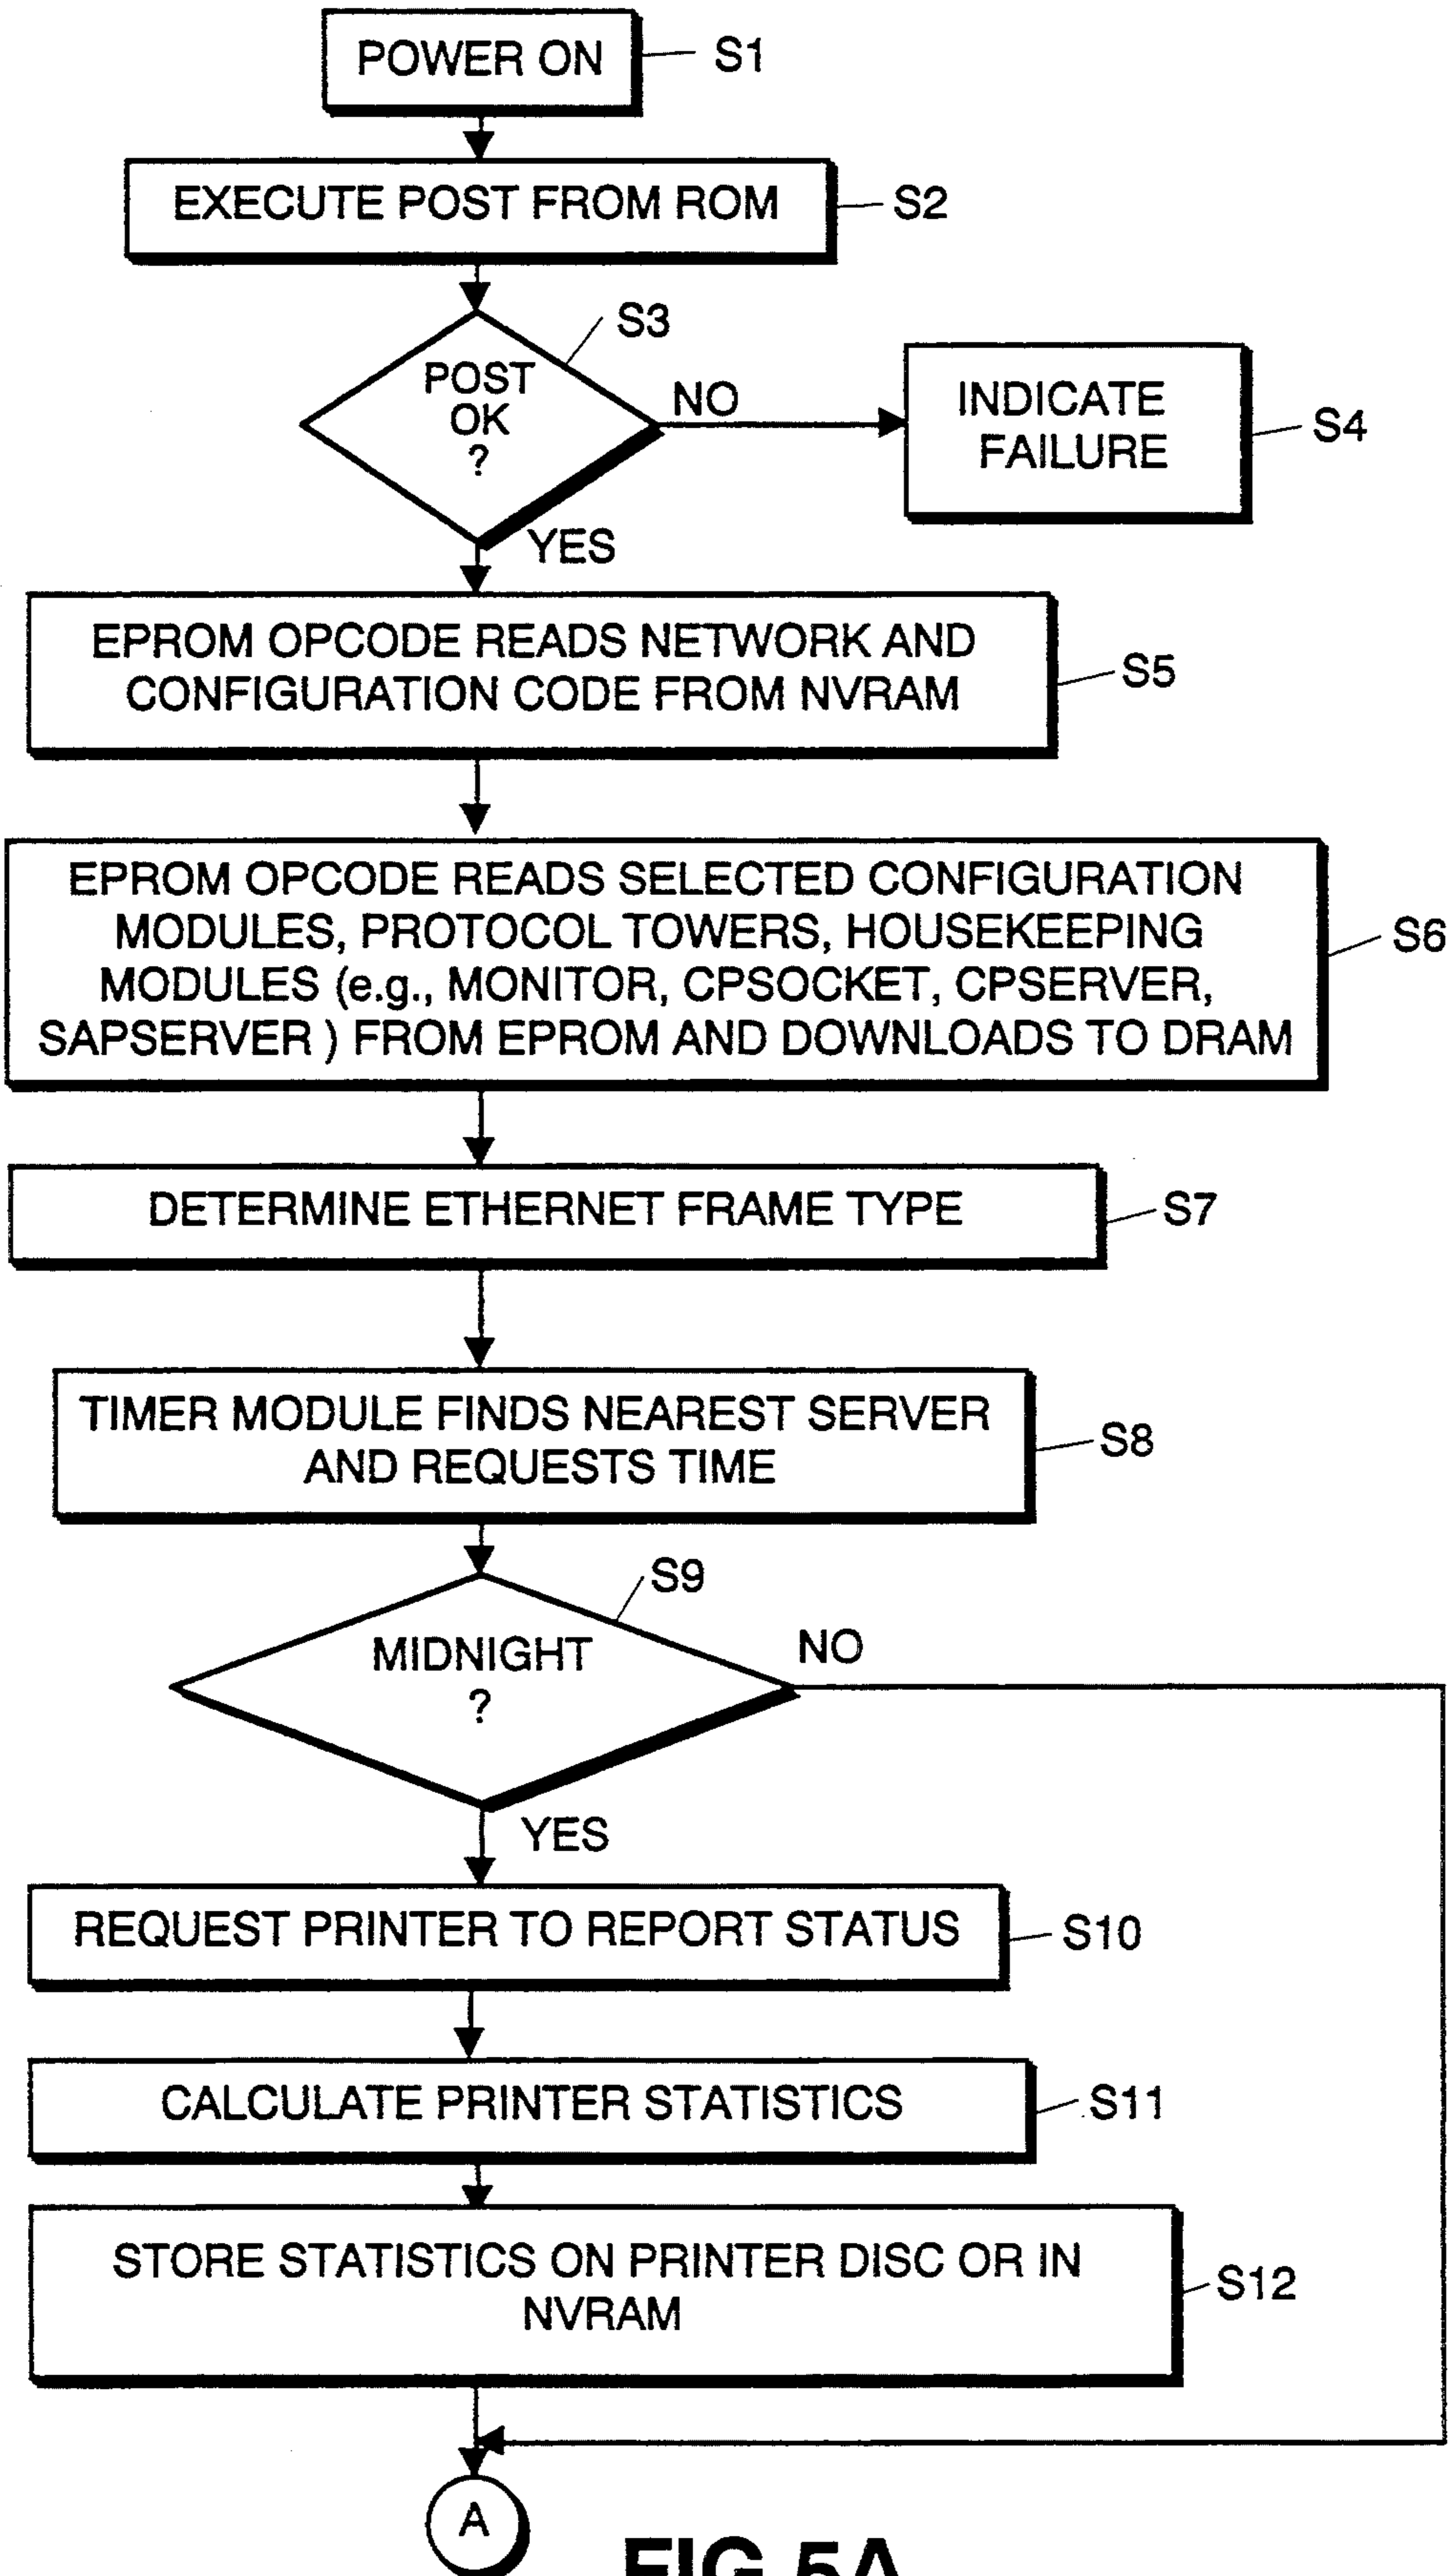 POWER ON
S1
EXECUTE POST FROM ROM
S2
S3
POST
OK
?
NO
INDICATE
FAILURE
S4
YES
EPROM OPCODE READS NETWORK AND
CONFIGURATION CODE FROM NVRAM
S5
EPROM OPCODE READS SELECTED CONFIGURATION
MODULES, PROTOCOL TOWERS, HOUSEKEEPING
MODULES (e.g., MONITOR, CPSOCKET, CPSERVER,
SAPSERVER ) FROM EPROM AND DOWNLOADS TO DRAM
S6
DETERMINE ETHERNET FRAME TYPE
S7
TIMER MODULE FINDS NEAREST SERVER
AND REQUESTS TIME
S8
S9
MIDNIGHT
?
NO
YES
REQUEST PRINTER TO REPORT STATUS
S10
CALCULATE PRINTER STATISTICS
S11
STORE STATISTICS ON PRINTER DISC OR IN
NVRAM
S12
A
FIG.5A